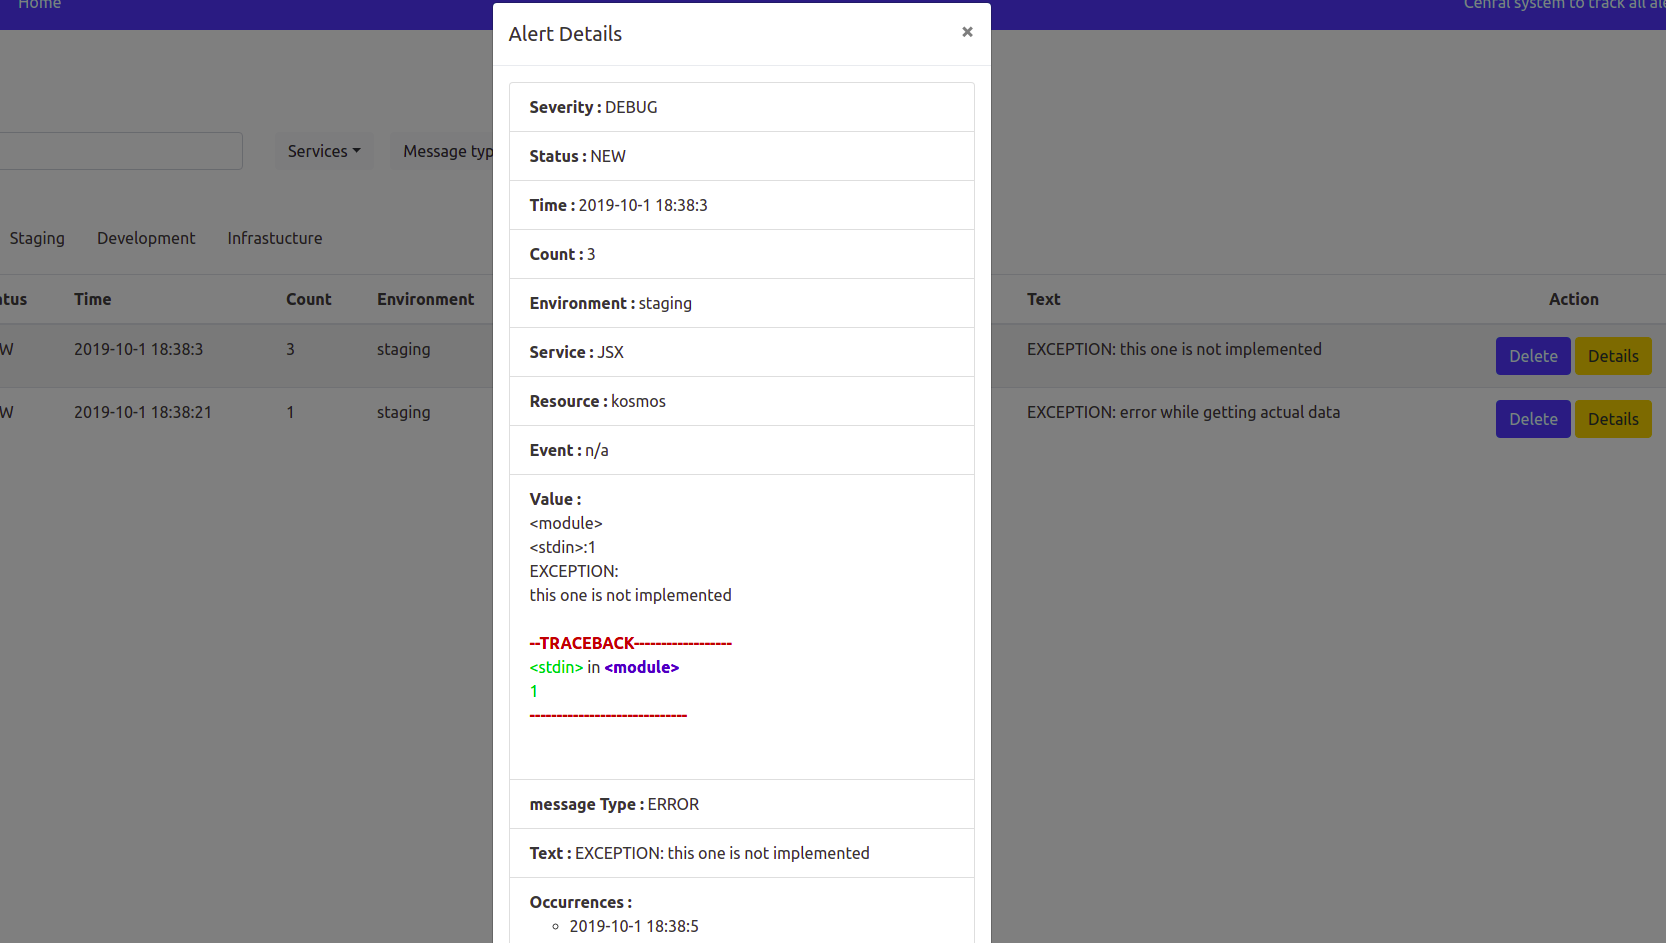 Home
Cenral system to track all
Alert Details ×
Services
Message typ
Staging Development Infrastucture
Time Count Environment Text Action
2019-10-1 18:38:3 3 staging EXCEPTION: this one is not implemented Delete Details
2019-10-1 18:38:21 1 staging EXCEPTION: error while getting actual data Delete Details
Severity : DEBUG
Status : NEW
Time : 2019-10-1 18:38:3
Count : 3
Environment : staging
Service : JSX
Resource : kosmos
Event : n/a
Value :
<module>
<stdin>:1
EXCEPTION:
this one is not implemented
--TRACEBACK------------------
<stdin> in <module>
1
-----------------------------
message Type : ERROR
Text : EXCEPTION: this one is not implemented
Occurrences :
2019-10-1 18:38:5